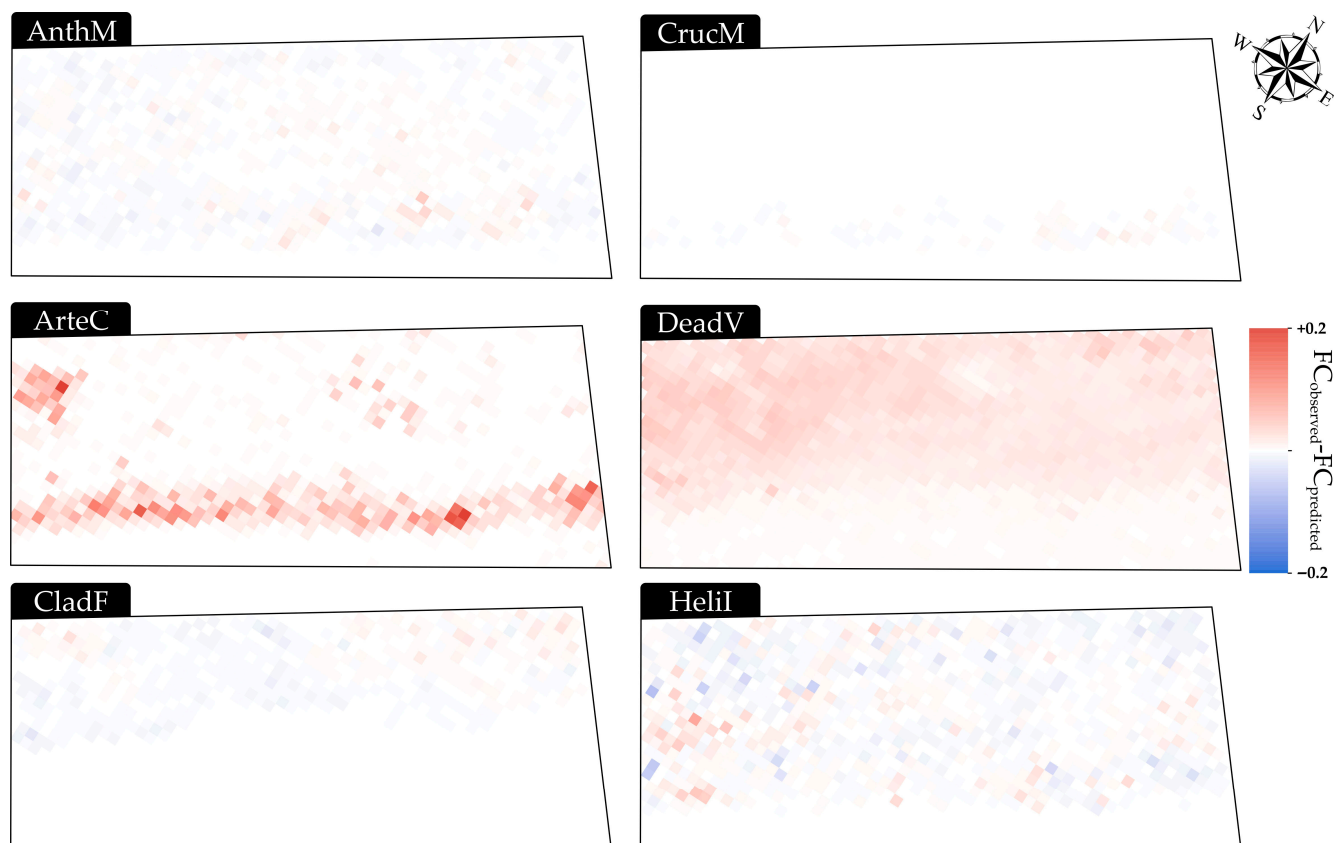 AnthM
CrucM
N
W
E
S
ArteC
DeadV
+0.2
FCobserved-FCpredicted
−0.2
CladF
HeliI